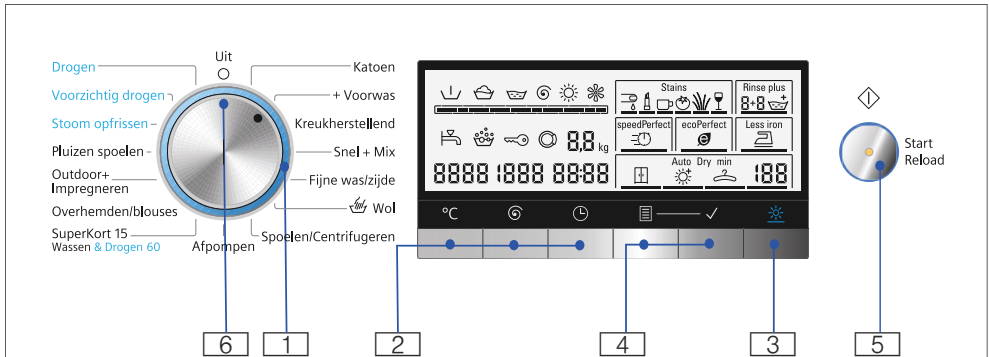 Uit
Drogen
Voorzichtig drogen
Stoom opfrissen
Pluizen spoelen
Outdoor+
Impregneren
Overhemden/blouses
SuperKort 15
Wassen & Drogen 60
Afpompen
Katoen
+ Voorwas
Kreukherstellend
Snel + Mix
Fijne was/zijde
Wol
Spoelen/Centrifugeren
Stains
Rinse plus
8+8
speedPerfect
ecoPerfect
Less iron
8,8 kg
Auto Dry min
8888 1888 88:88
188
°C
Start
Reload
6
1
2
4
3
5